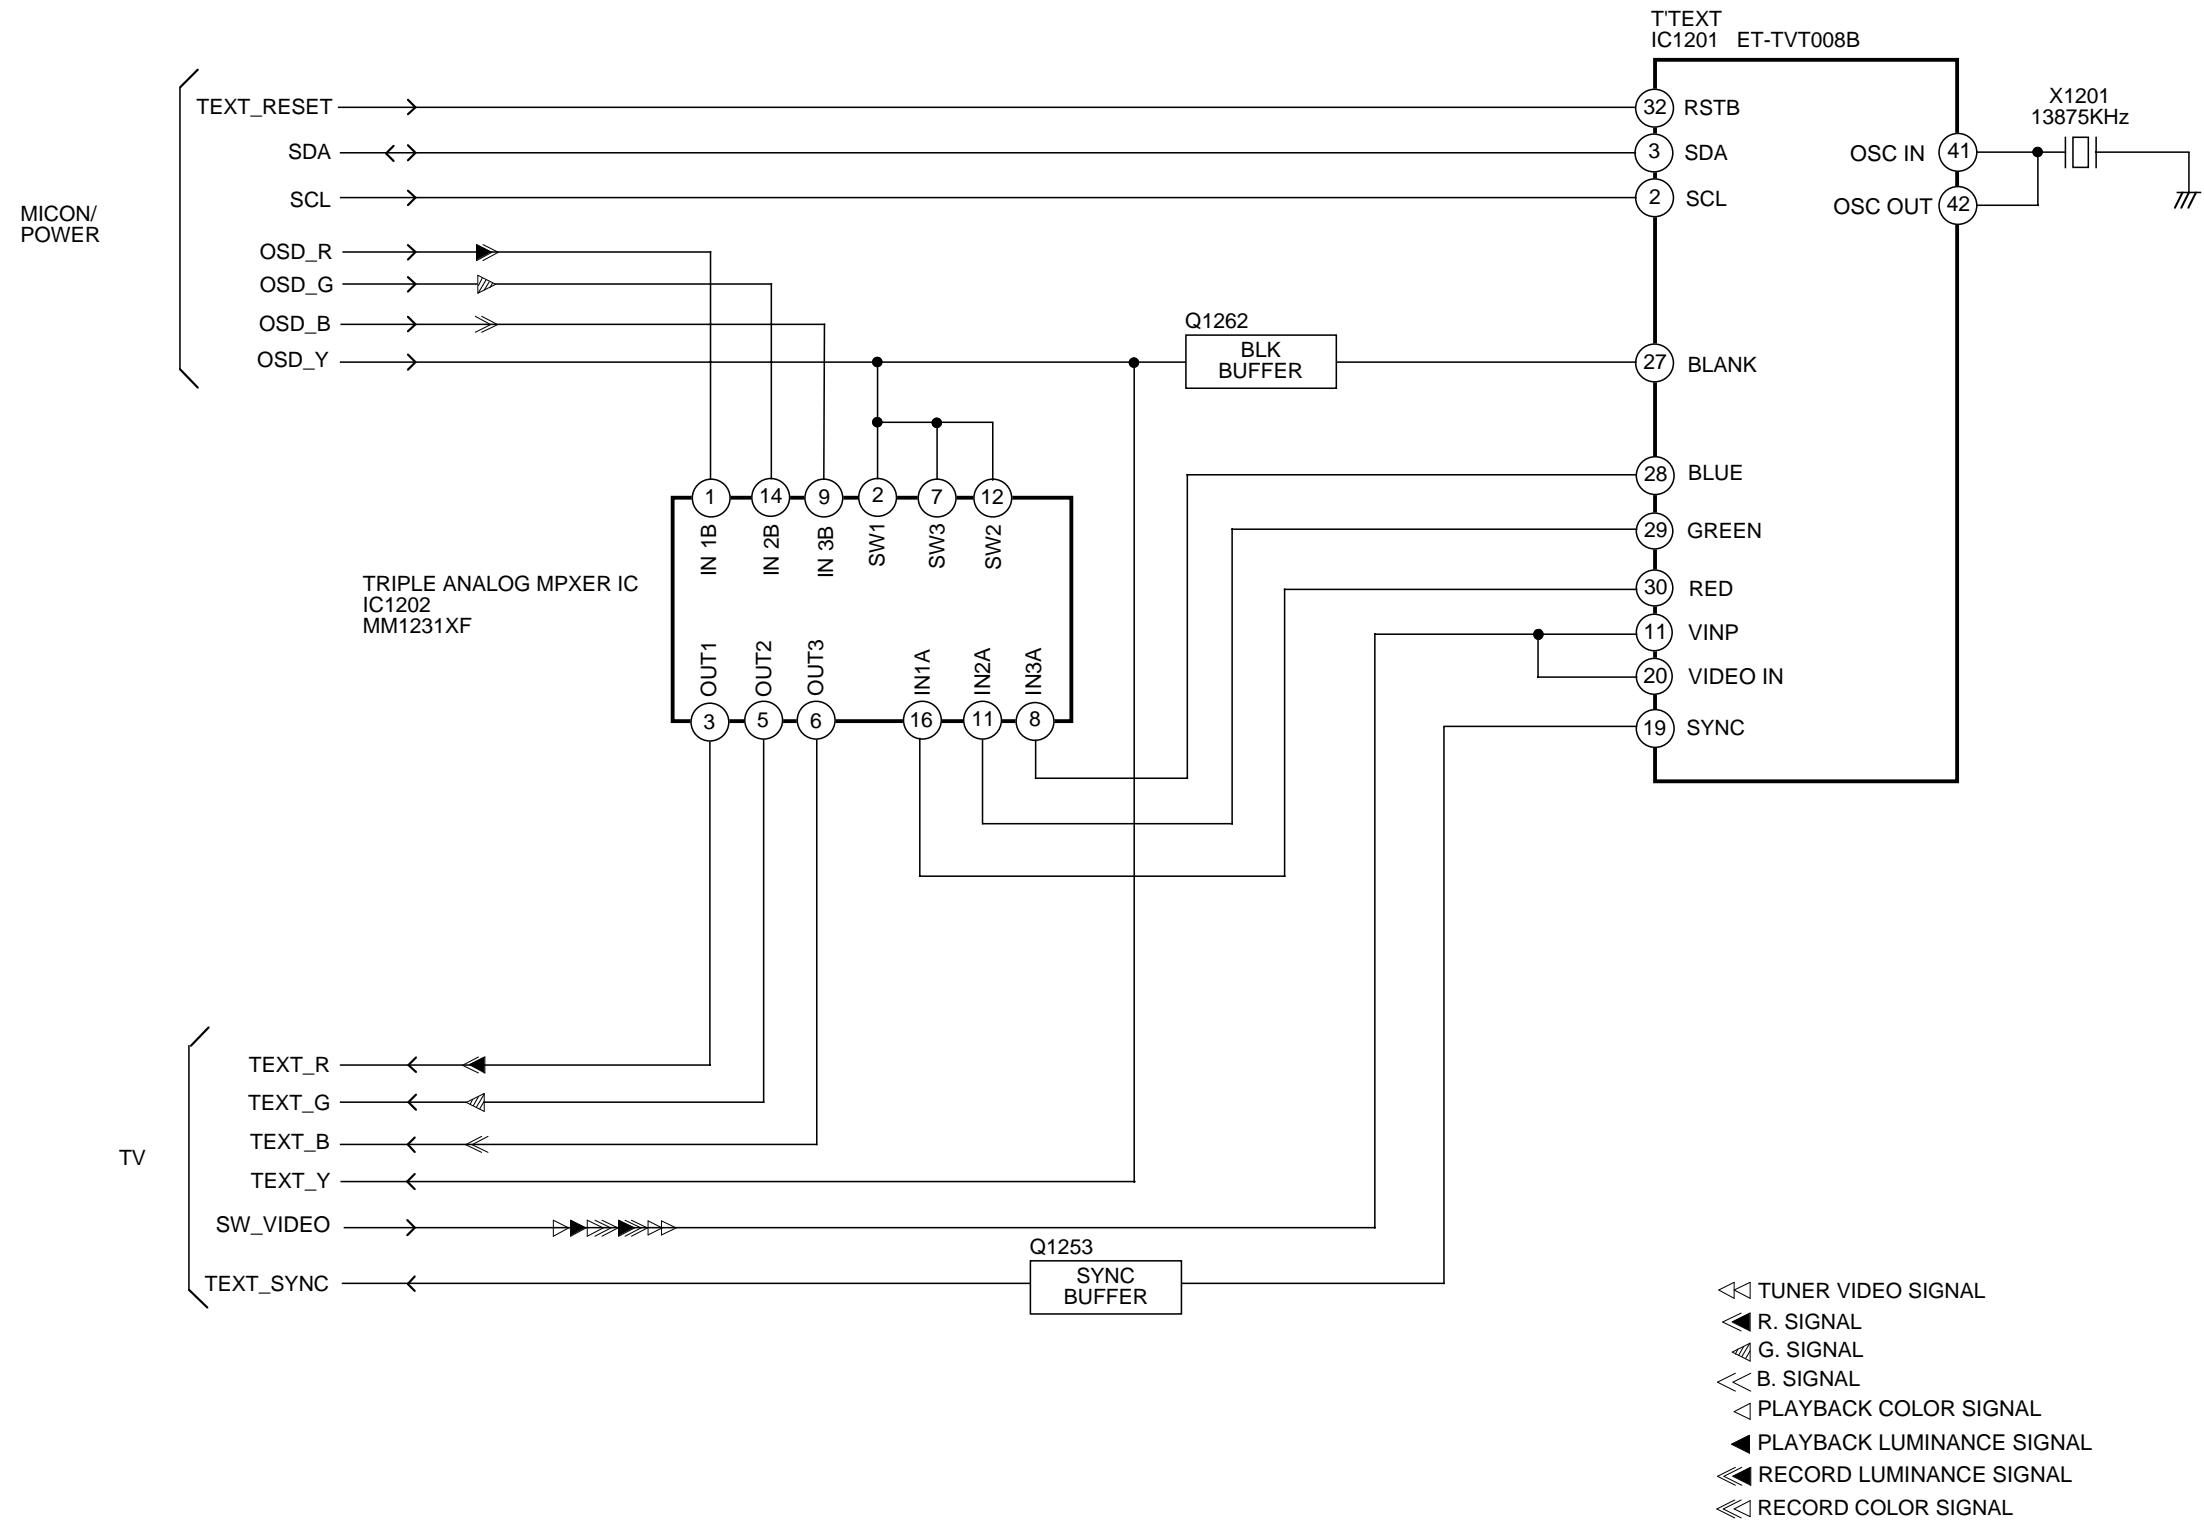 T'TEXT
IC1201 ET-TVT008B
X1201
13875KHz
MICON/
POWER
TEXT_RESET
SDA
SCL
OSD_R
OSD_G
OSD_B
OSD_Y
32 RSTB
3 SDA
2 SCL
OSC IN 41
OSC OUT 42
Q1262
BLK
BUFFER
27 BLANK
28 BLUE
29 GREEN
30 RED
11 VINP
20 VIDEO IN
19 SYNC
1 14 9 2 7 12
IN 1B
IN 2B
IN 3B
SW1
SW3
SW2
TRIPLE ANALOG MPXER IC
IC1202
MM1231XF
OUT1
OUT2
OUT3
IN1A
IN2A
IN3A
3 5 6 16 11 8
TV
TEXT_R
TEXT_G
TEXT_B
TEXT_Y
SW_VIDEO
TEXT_SYNC
Q1253
SYNC
BUFFER
TUNER VIDEO SIGNAL
R. SIGNAL
G. SIGNAL
B. SIGNAL
PLAYBACK COLOR SIGNAL
PLAYBACK LUMINANCE SIGNAL
RECORD LUMINANCE SIGNAL
RECORD COLOR SIGNAL